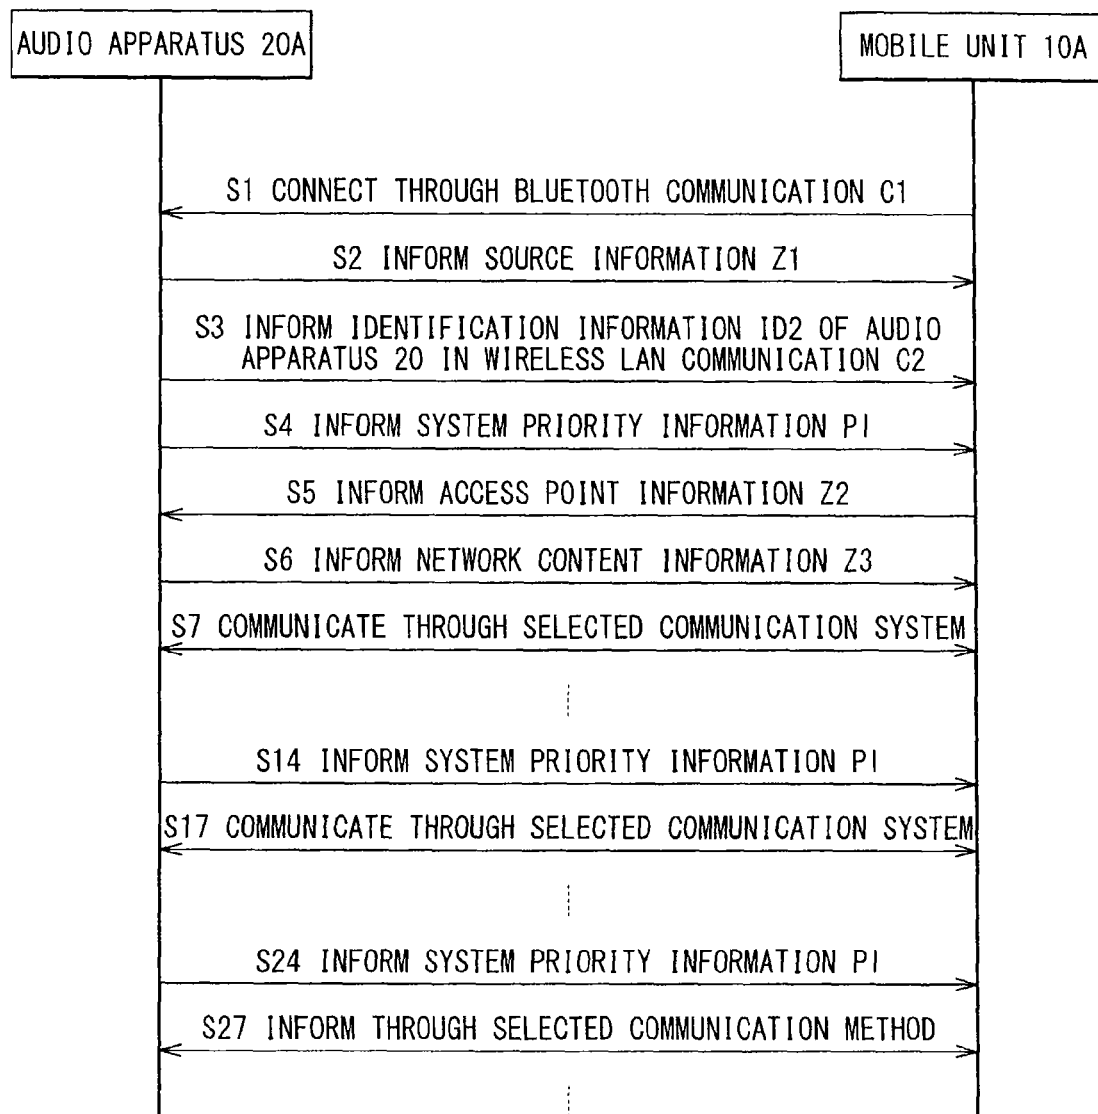 AUDIO APPARATUS 20A
MOBILE UNIT 10A
S1 CONNECT THROUGH BLUETOOTH COMMUNICATION C1
S2 INFORM SOURCE INFORMATION Z1
S3 INFORM IDENTIFICATION INFORMATION ID2 OF AUDIO
APPARATUS 20 IN WIRELESS LAN COMMUNICATION C2
S4 INFORM SYSTEM PRIORITY INFORMATION PI
S5 INFORM ACCESS POINT INFORMATION Z2
S6 INFORM NETWORK CONTENT INFORMATION Z3
S7 COMMUNICATE THROUGH SELECTED COMMUNICATION SYSTEM
S14 INFORM SYSTEM PRIORITY INFORMATION PI
S17 COMMUNICATE THROUGH SELECTED COMMUNICATION SYSTEM
S24 INFORM SYSTEM PRIORITY INFORMATION PI
S27 INFORM THROUGH SELECTED COMMUNICATION METHOD